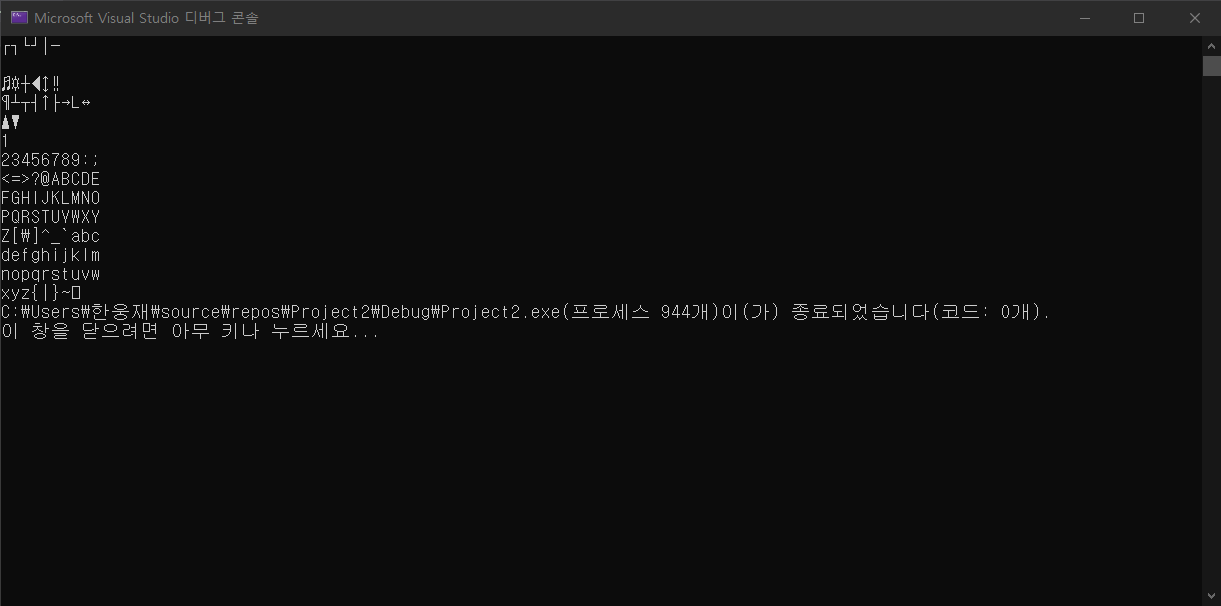 Microsoft Visual Studio 디버그 콘솔
┌┐└┘│─
♬☼┼◀↕‼
¶┴┬┤↑├→L↔
▲▼
1
23456789:;
<=>?@ABCDE
FGHIJKLMNO
PQRSTUVWXY
Z[₩]^_`abc
defghijklm
nopqrstuvw
xyz{|}~
C:₩Users₩한웅재₩source₩repos₩Project2₩Debug₩Project2.exe(프로세스 944개)이(가) 종료되었습니다(코드: 0개).
이 창을 닫으려면 아무 키나 누르세요...